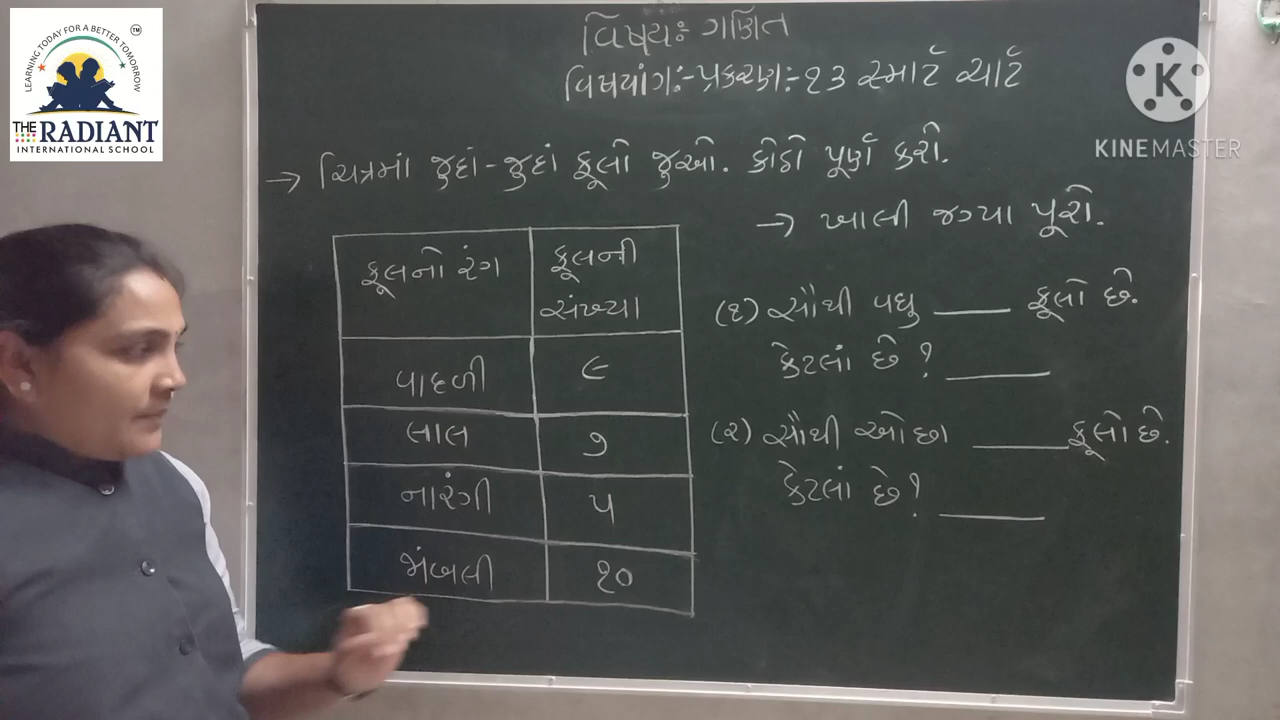 LEARNING TODAY FOR A BETTER TOMORROW
TM
THE RADIANT
INTERNATIONAL SCHOOL
K
KINEMASTER
વિષય: ગણિત
વિષયાંગ:- પ્રકરણ:- ૧૩ સ્માર્ટ ચાર્ટ
→ ચિત્રમાં જુદાં-જુદાં ફૂલો જુઓ. કોઠો પૂર્ણ કરો.
ફૂલનો રંગ ફૂલની સંખ્યા
વાદળી ૯
લાલ ૭
નારંગી ૫
જાંબલી ૧૦
→ ખાલી જગ્યા પૂરો.
(૧) સૌથી વધુ ____ ફૂલો છે.
કેટલાં છે? ____
(૨) સૌથી ઓછા ____ ફૂલો છે.
કેટલાં છે? ____